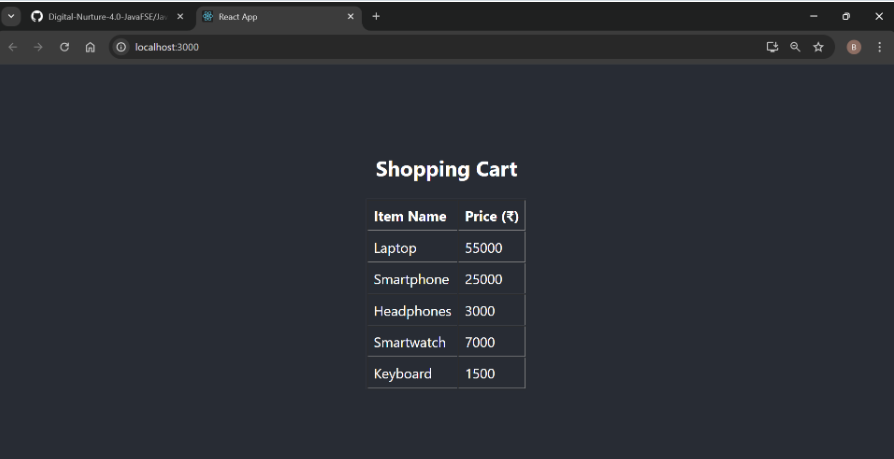 Digital-Nurture-4.0-JavaFSE/Ja
React App
localhost:3000
B
Shopping Cart
Item Name Price (₹)
Laptop 55000
Smartphone 25000
Headphones 3000
Smartwatch 7000
Keyboard 1500